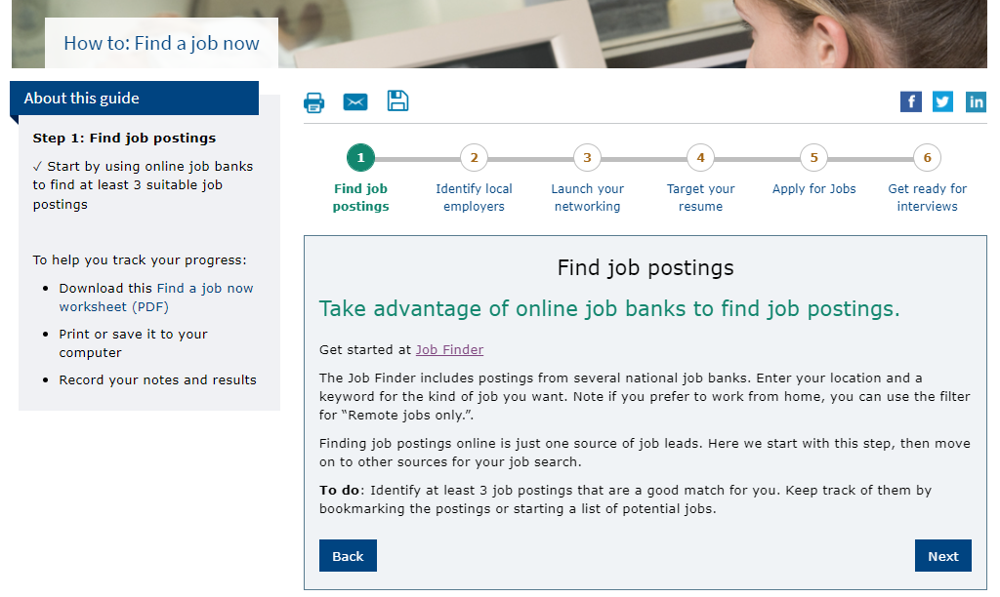 How to: Find a job now
About this guide
Step 1: Find job postings
✓ Start by using online job banks
to find at least 3 suitable job
postings
To help you track your progress:
• Download this Find a job now
worksheet (PDF)
• Print or save it to your
computer
• Record your notes and results
f
in
1
2
3
4
5
6
Find job
postings
Identify local
employers
Launch your
networking
Target your
resume
Apply for Jobs
Get ready for
interviews
Find job postings
Take advantage of online job banks to find job postings.
Get started at Job Finder
The Job Finder includes postings from several national job banks. Enter your location and a
keyword for the kind of job you want. Note if you prefer to work from home, you can use the filter
for “Remote jobs only.”.
Finding job postings online is just one source of job leads. Here we start with this step, then move
on to other sources for your job search.
To do: Identify at least 3 job postings that are a good match for you. Keep track of them by
bookmarking the postings or starting a list of potential jobs.
Back
Next